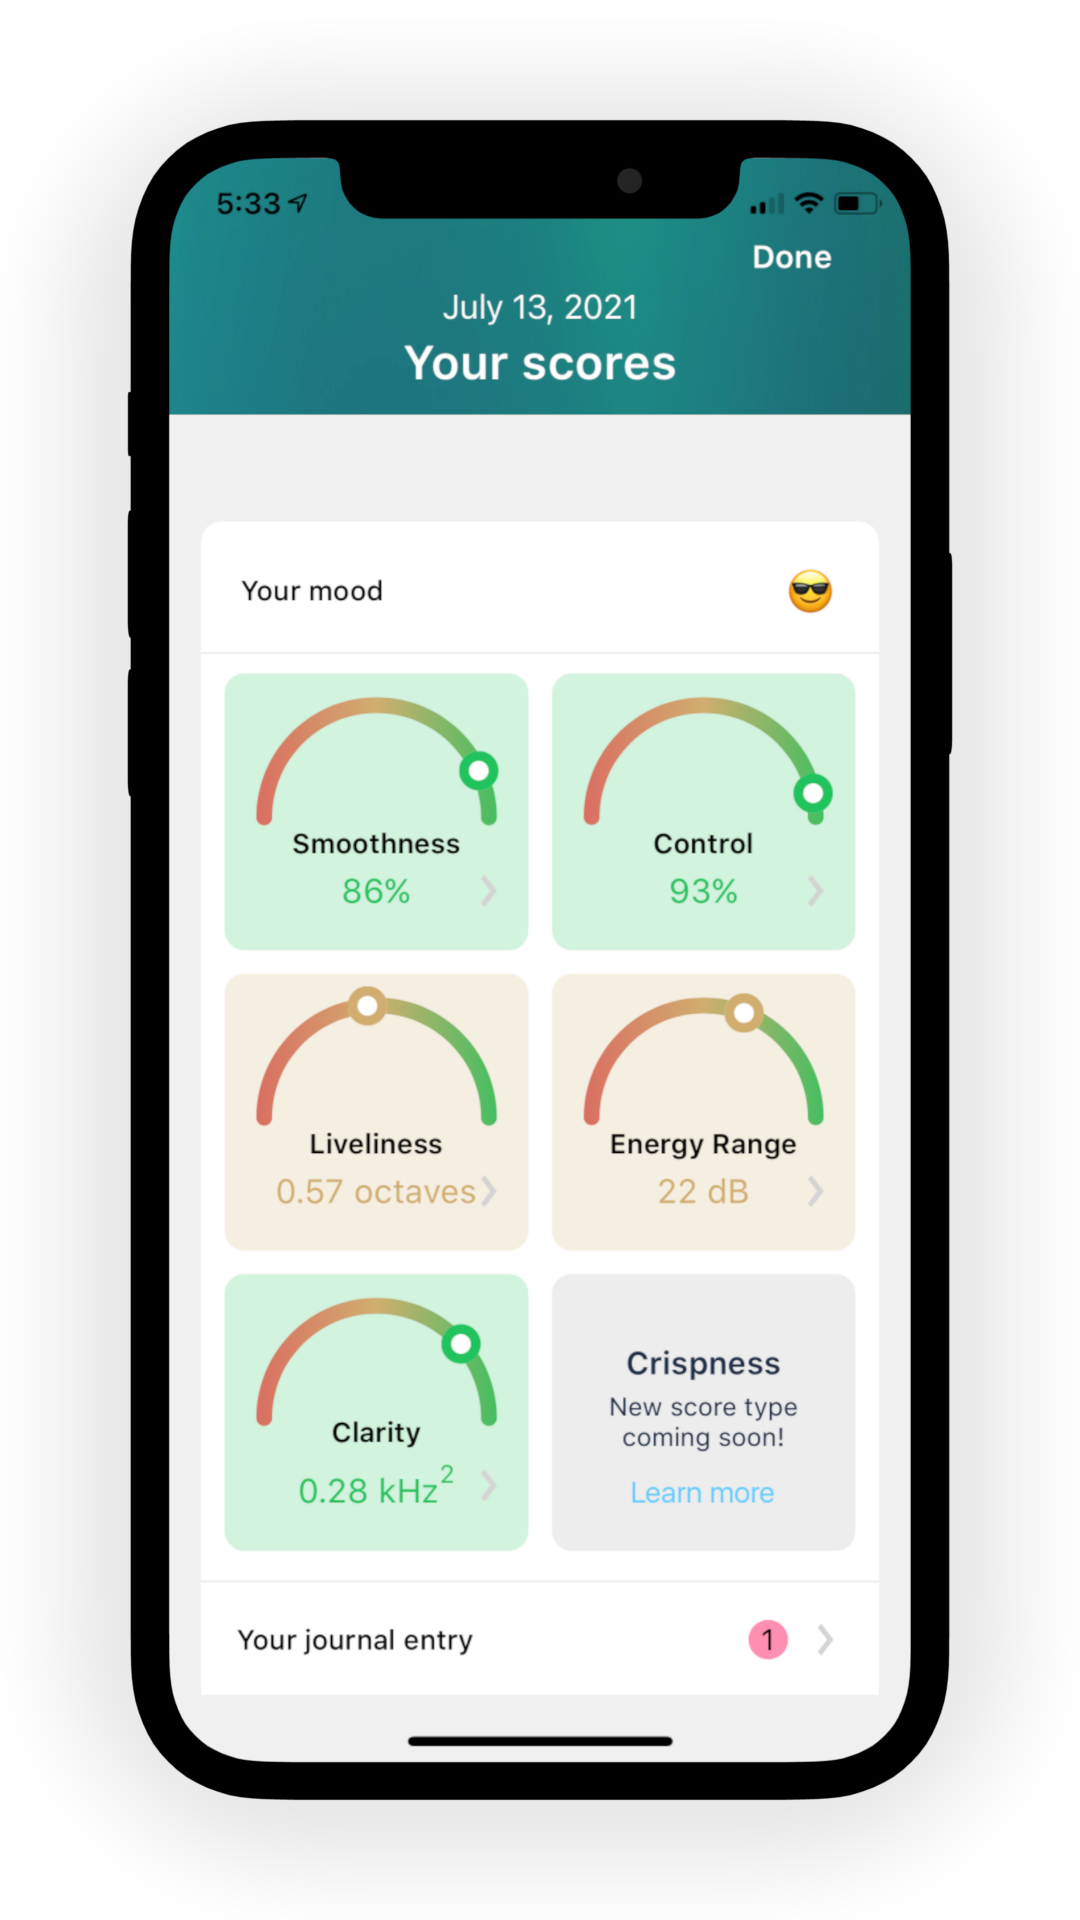 5:33
Done
July 13, 2021
Your scores
Your mood
Smoothness
86%
Control
93%
Liveliness
0.57 octaves
Energy Range
22 dB
Clarity
0.28 kHz²
Crispness
New score type
coming soon!
Learn more
Your journal entry
1